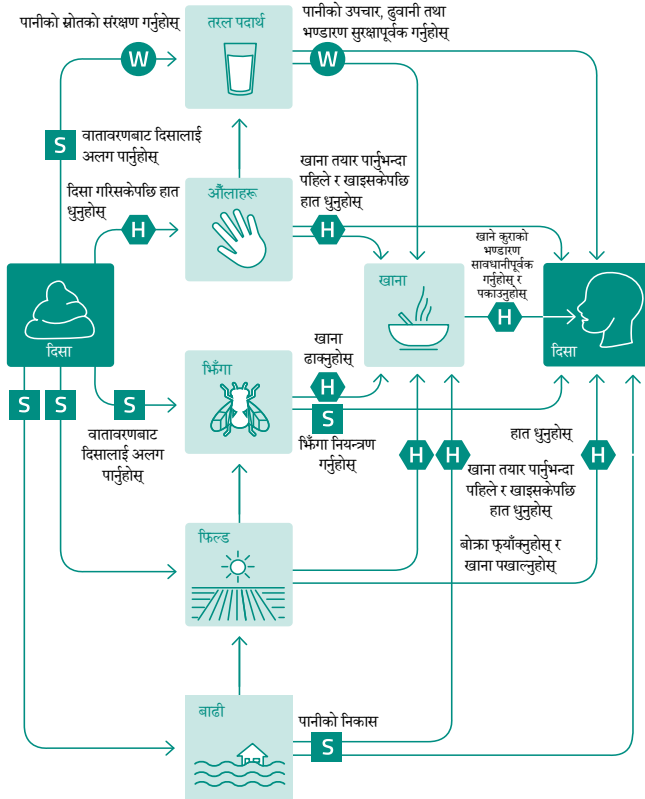 पानीको स्रोतको संरक्षण गर्नुहोस्
W
तरल पदार्थ
पानीको उपचार, ढुवानी तथा
भण्डारण सुरक्षापूर्वक गर्नुहोस्
W
S
वातावरणबाट दिसालाई
अलग पार्नुहोस्
दिसा गरिसकेपछि हात
धुनुहोस्
H
औंलाहरू
खाना तयार पार्नुभन्दा
पहिले र खाइसकेपछि
हात धुनुहोस्
H
खाने कुराको
भण्डारण
सावधानीपूर्वक
गर्नुहोस् र
पकाउनुहोस्
H
दिसा
खाना
दिसा
S
S
S
वातावरणबाट
दिसालाई अलग
पार्नुहोस्
झिँगा
खाना
ढाक्नुहोस्
H
S
झिँगा नियन्त्रण
गर्नुहोस्
H
H
हात धुनुहोस्
H
खाना तयार पार्नुभन्दा
पहिले र खाइसकेपछि
हात धुनुहोस्
बोक्रा फ्याँक्नुहोस् र
खाना पखाल्नुहोस्
फिल्ड
बाढी
पानीको निकास
S